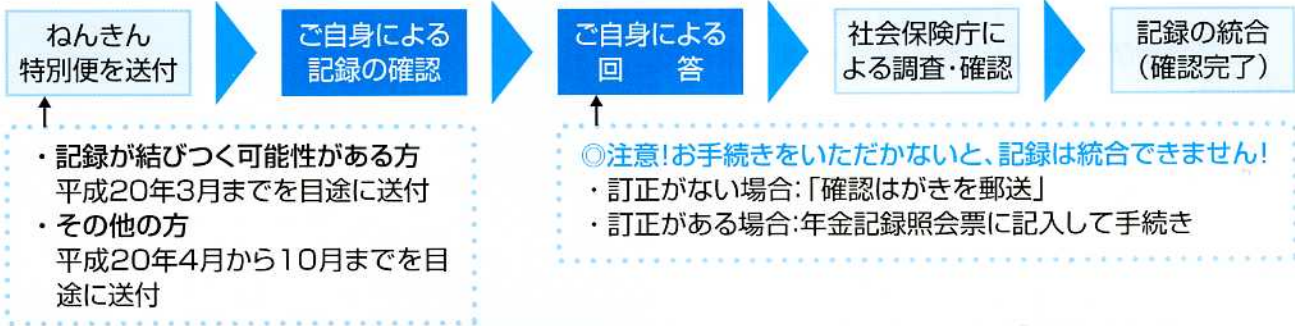 ねんきん
特別便を送付
ご自身による
記録の確認
ご自身による
回　　答
社会保険庁に
よる調査・確認
記録の統合
（確認完了）
・記録が結びつく可能性がある方
平成20年3月までを目途に送付
・その他の方
平成20年4月から10月までを目
途に送付
◎注意!お手続きをいただかないと、記録は統合できません!
・訂正がない場合：「確認はがきを郵送」
・訂正がある場合：年金記録照会票に記入して手続き